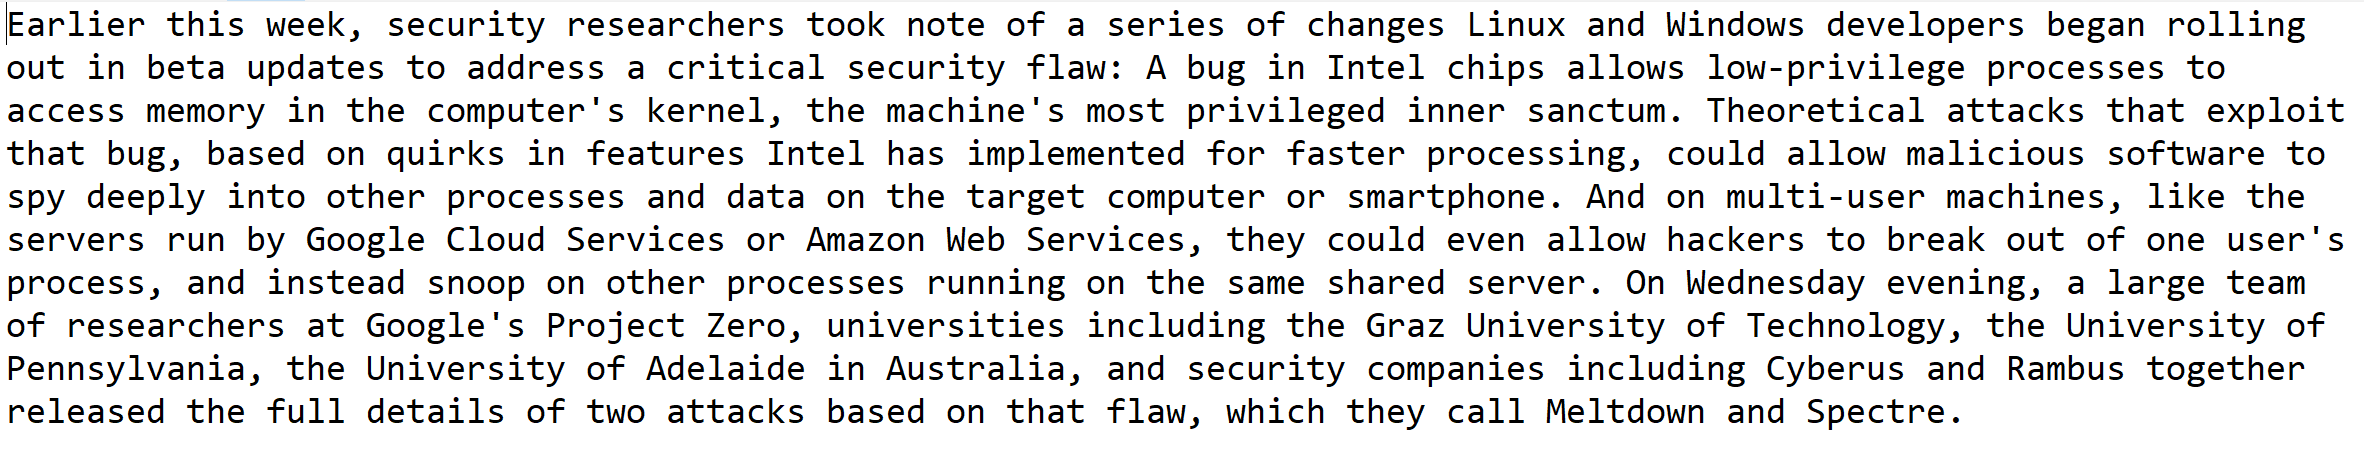 Earlier this week, security researchers took note of a series of changes Linux and Windows developers began rolling
out in beta updates to address a critical security flaw: A bug in Intel chips allows low-privilege processes to
access memory in the computer's kernel, the machine's most privileged inner sanctum. Theoretical attacks that exploit
that bug, based on quirks in features Intel has implemented for faster processing, could allow malicious software to
spy deeply into other processes and data on the target computer or smartphone. And on multi-user machines, like the
servers run by Google Cloud Services or Amazon Web Services, they could even allow hackers to break out of one user's
process, and instead snoop on other processes running on the same shared server. On Wednesday evening, a large team
of researchers at Google's Project Zero, universities including the Graz University of Technology, the University of
Pennsylvania, the University of Adelaide in Australia, and security companies including Cyberus and Rambus together
released the full details of two attacks based on that flaw, which they call Meltdown and Spectre.